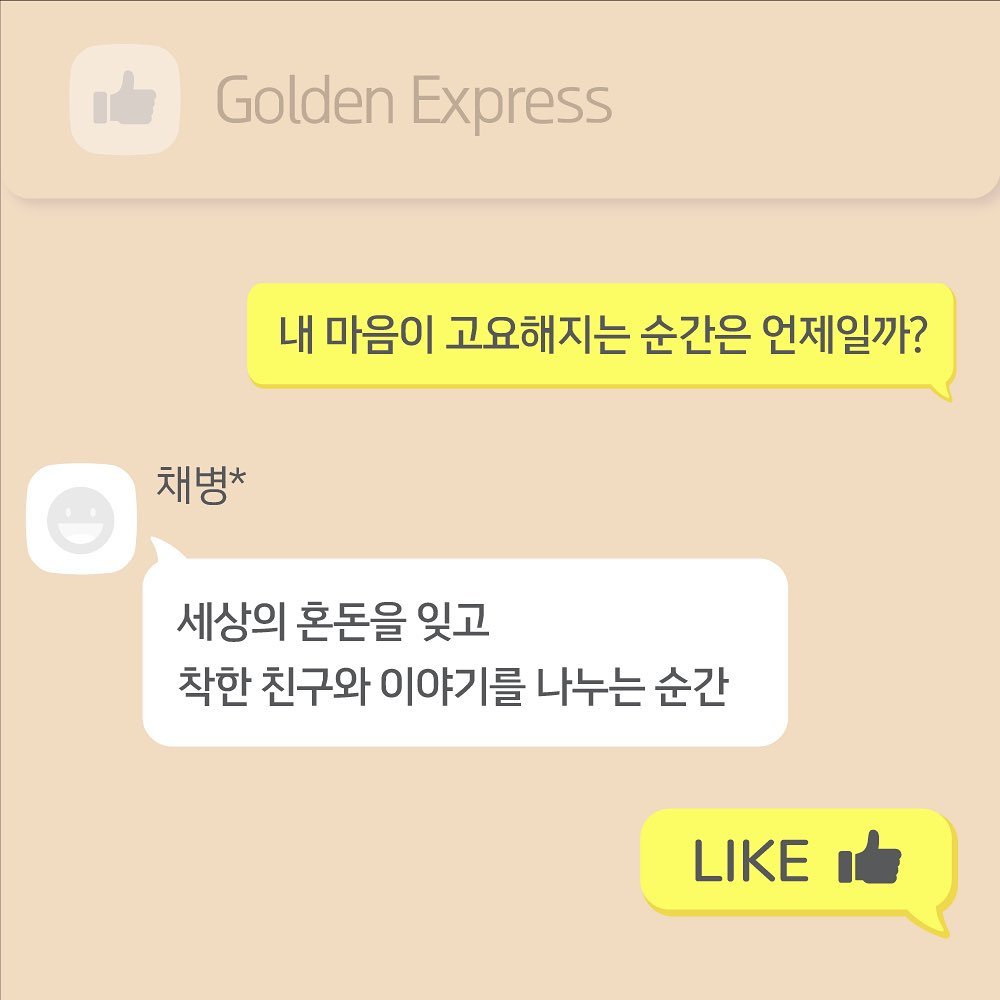 Golden Express
내 마음이 고요해지는 순간은 언제일까?
채병*
세상의 혼돈을 잊고
착한 친구와 이야기를 나누는 순간
LIKE